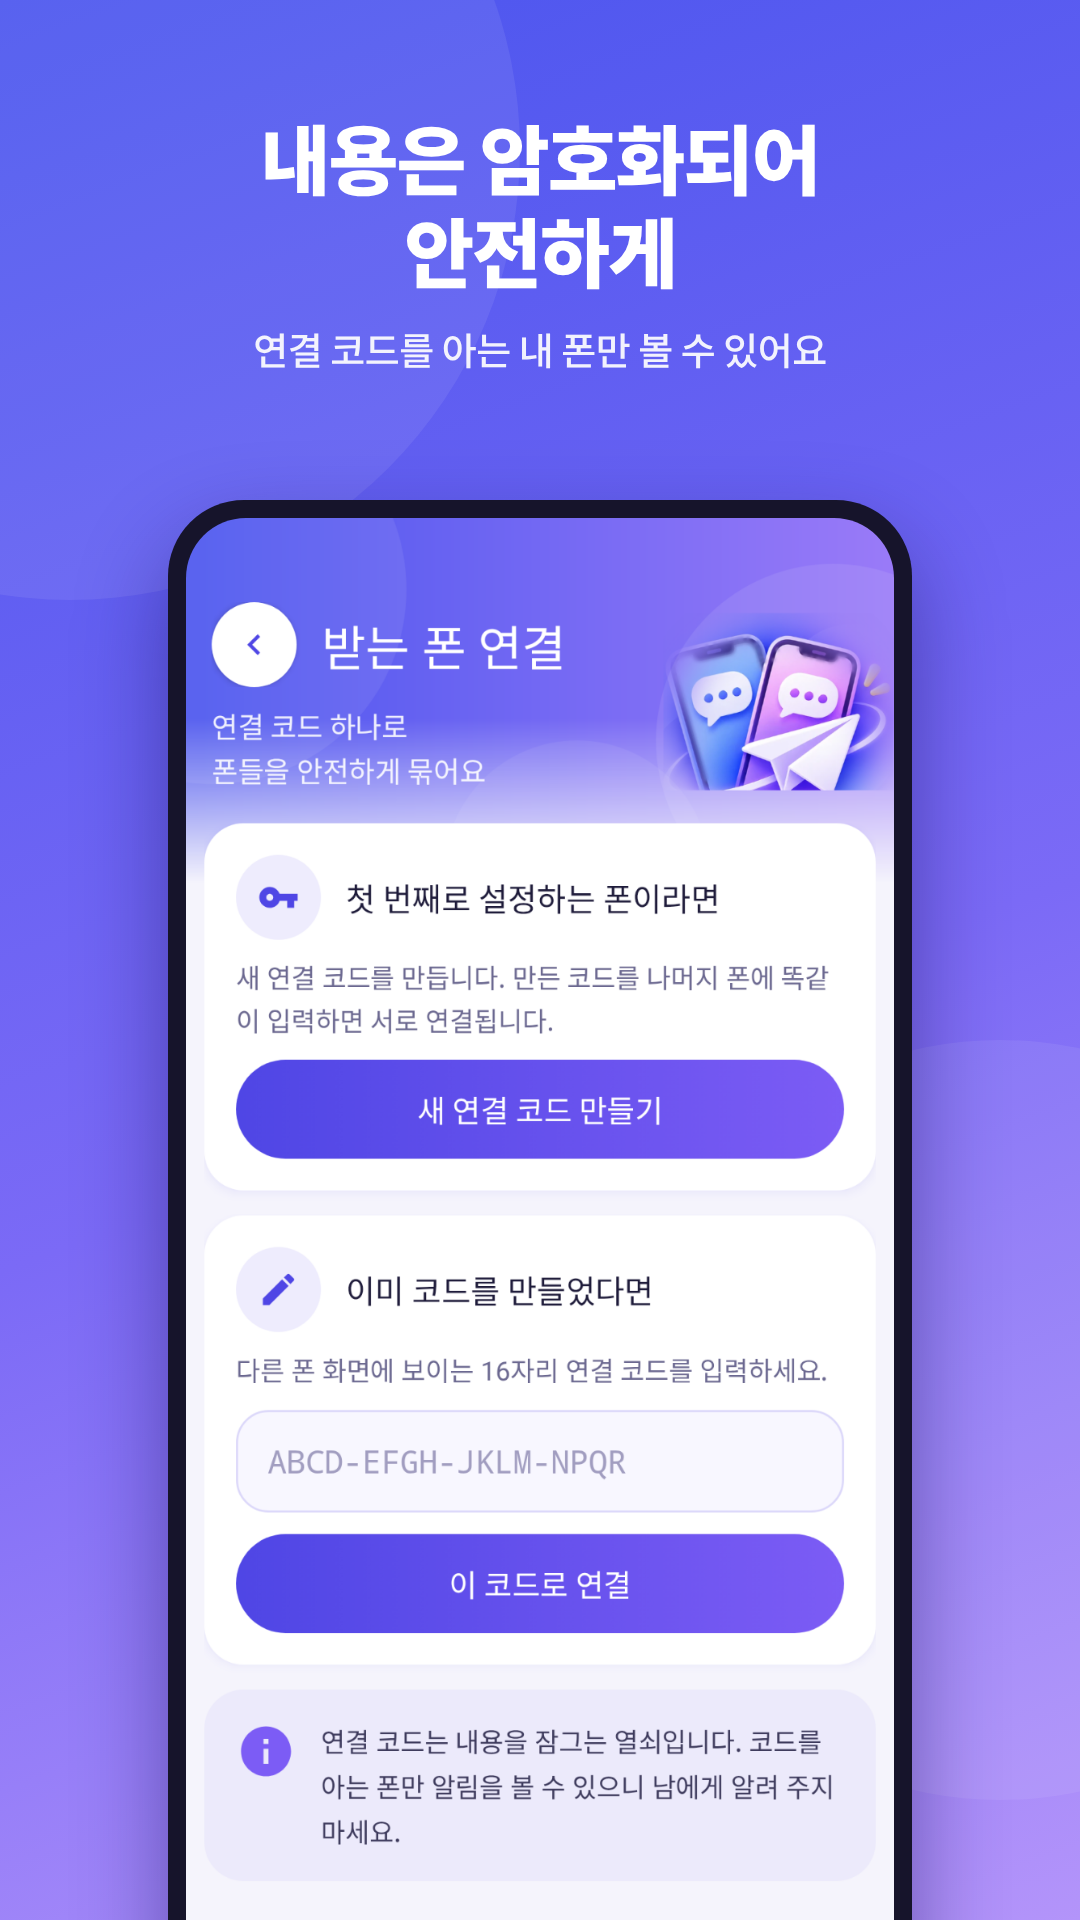 내용은 암호화되어
안전하게
연결 코드를 아는 내 폰만 볼 수 있어요
받는 폰 연결
연결 코드 하나로
폰들을 안전하게 묶어요
첫 번째로 설정하는 폰이라면
새 연결 코드를 만듭니다. 만든 코드를 나머지 폰에 똑같
이 입력하면 서로 연결됩니다.
새 연결 코드 만들기
이미 코드를 만들었다면
다른 폰 화면에 보이는 16자리 연결 코드를 입력하세요.
ABCD-EFGH-JKLM-NPQR
이 코드로 연결
연결 코드는 내용을 잠그는 열쇠입니다. 코드를
아는 폰만 알림을 볼 수 있으니 남에게 알려 주지
마세요.